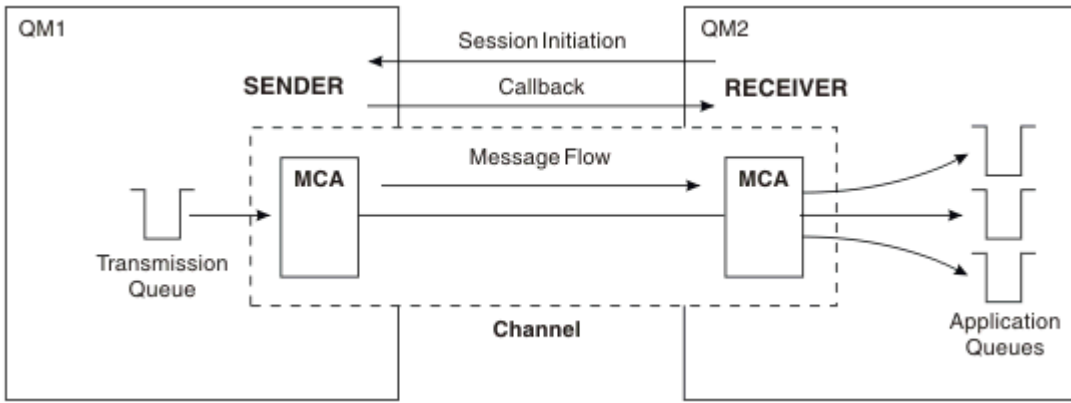 QM1
QM2
Session Initiation
SENDER
Callback
RECEIVER
MCA
Message Flow
MCA
Transmission
Queue
Channel
Application
Queues